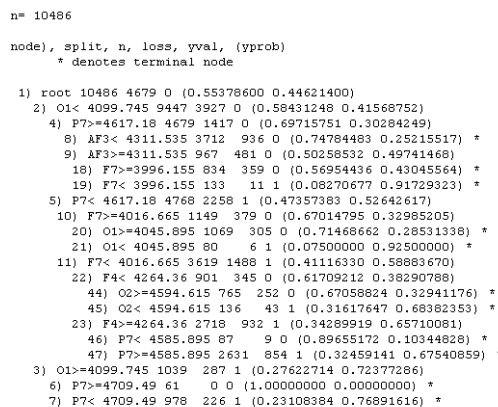 n= 10486
node), split, n, loss, yval, (yprob)
* denotes terminal node
1) root 10486 4679 0 (0.55378600 0.44621400)
2) O1< 4099.745 9447 3927 0 (0.58431248 0.41568752)
4) P7>=4617.18 4679 1417 0 (0.69715751 0.30284249)
8) AF3< 4311.535 3712 936 0 (0.74784483 0.25215517) *
9) AF3>=4311.535 967 481 0 (0.50258532 0.49741468)
18) F7>=3996.155 834 359 0 (0.56954436 0.43045564) *
19) F7< 3996.155 133 11 1 (0.08270677 0.91729323) *
5) P7< 4617.18 4768 2258 1 (0.47357383 0.52642617)
10) F7>=4016.665 1149 379 0 (0.67014795 0.32985205)
20) O1>=4045.895 1069 305 0 (0.71468662 0.28531338) *
21) O1< 4045.895 80 6 1 (0.07500000 0.92500000) *
11) F7< 4016.665 3619 1488 1 (0.41116330 0.58883670)
22) F4< 4264.36 901 345 0 (0.61709212 0.38290788)
44) O2>=4594.615 765 252 0 (0.67058824 0.32941176) *
45) O2< 4594.615 136 43 1 (0.31617647 0.68382353) *
23) F4>=4264.36 2718 932 1 (0.34289919 0.65710081)
46) P7< 4585.895 87 9 0 (0.89655172 0.10344828) *
47) P7>=4585.895 2631 854 1 (0.32459141 0.67540859) *
3) O1>=4099.745 1039 287 1 (0.27622714 0.72377286)
6) P7>=4709.49 61 0 0 (1.00000000 0.00000000) *
7) P7< 4709.49 978 226 1 (0.23108384 0.76891616) *